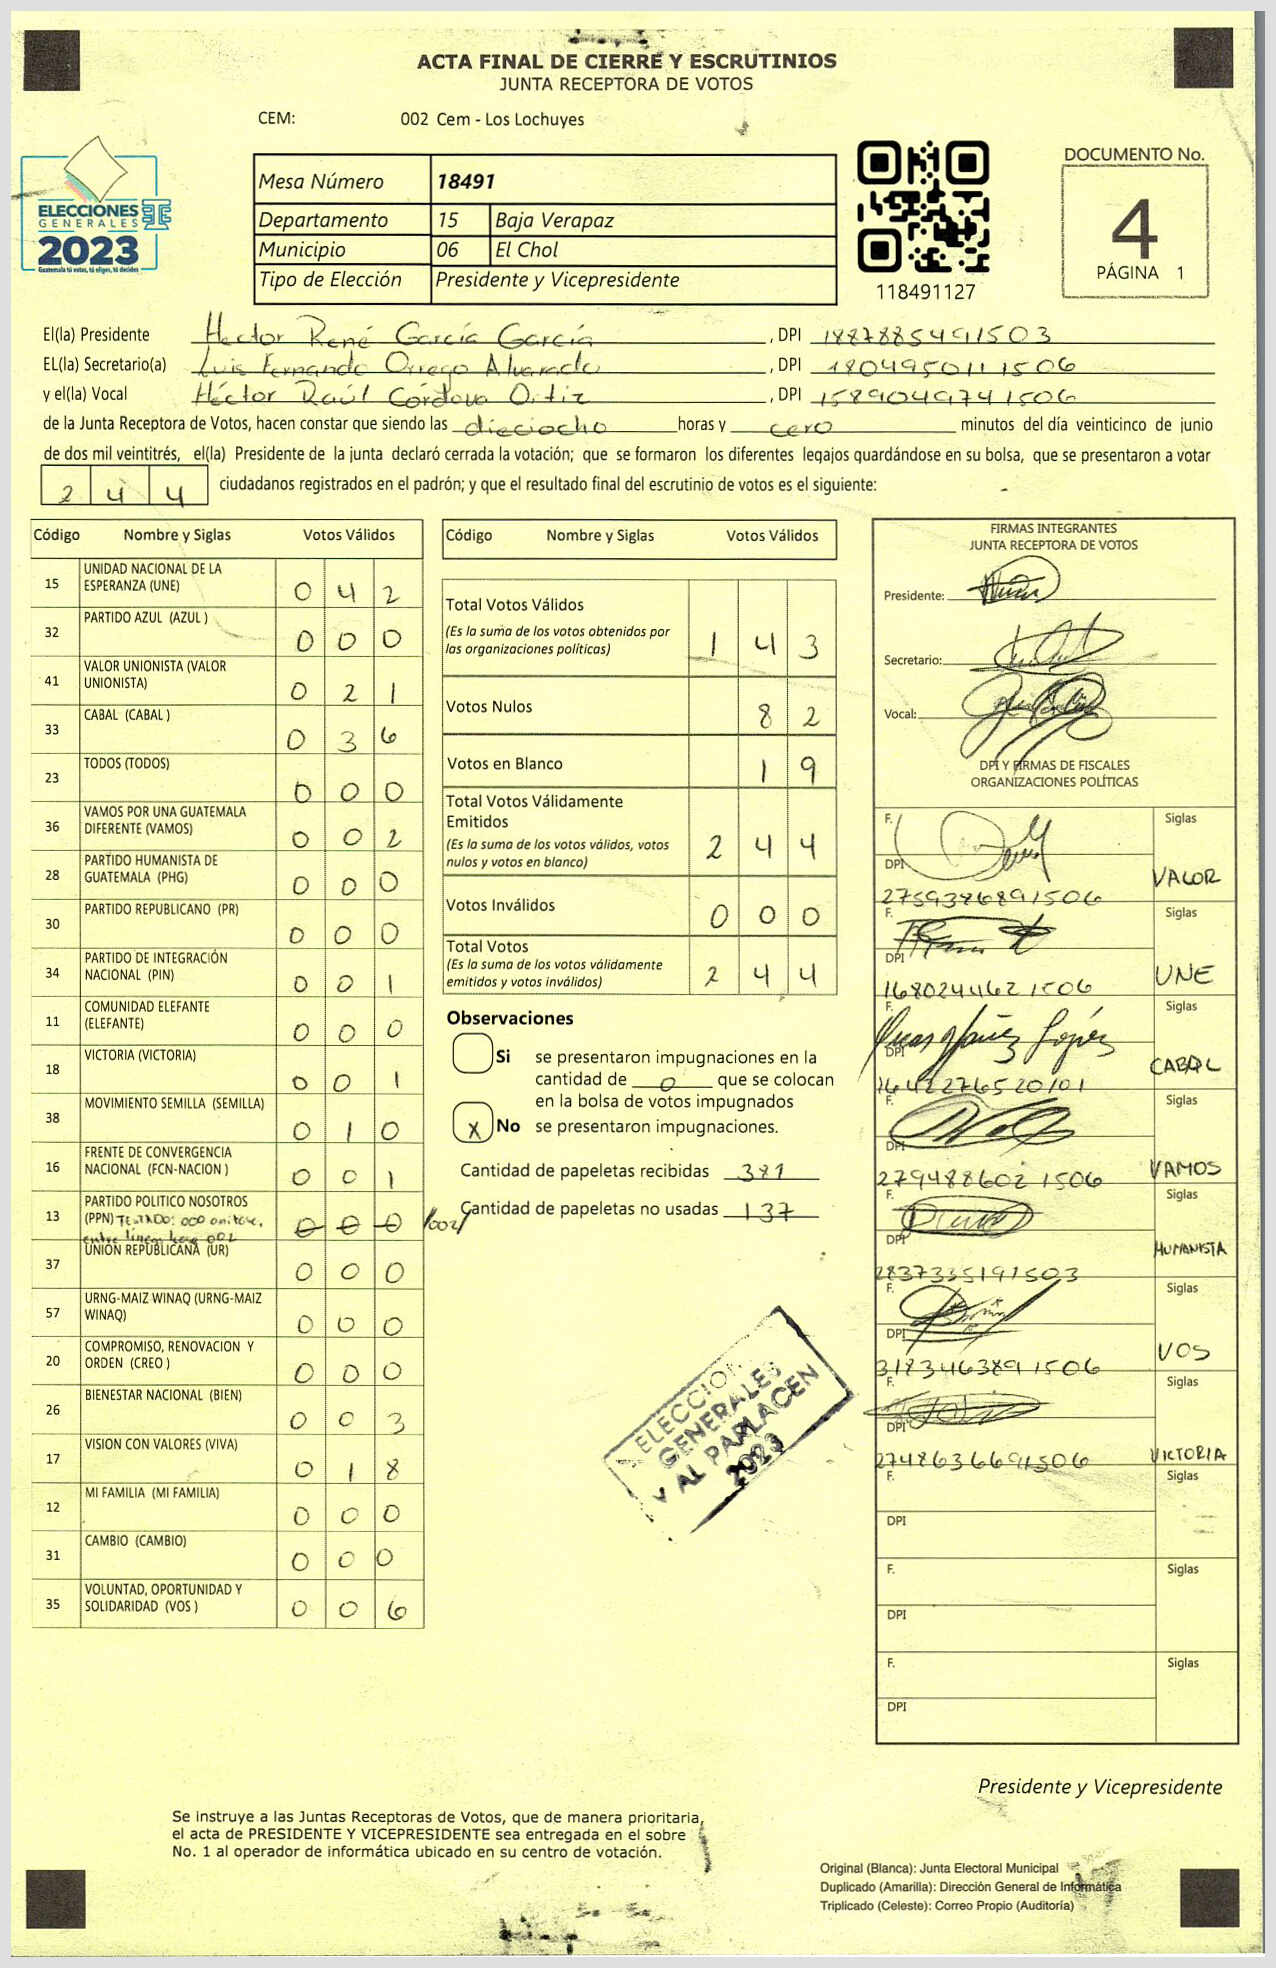 ACTA FINAL DE CIERRE Y ESCRUTINIOS
JUNTA RECEPTORA DE VOTOS
CEM: 002 Cem - Los Lochuyes
ELECCIONES
GENERALES
2023
Guatemala tú votas, tú eliges, tú decides
Mesa Número 18491
Departamento 15 Baja Verapaz
Municipio 06 El Chol
Tipo de Elección Presidente y Vicepresidente
118491127
DOCUMENTO No.
4
PÁGINA 1
El(la) Presidente Hector René García García, DPI 1887885491503
EL(la) Secretario(a) Luis Fernando Orrego Alvarado, DPI 1804950111506
y el(la) Vocal Héctor Raúl Córdova Ortiz, DPI 1589049741506
de la Junta Receptora de Votos, hacen constar que siendo las dieciocho horas y cero minutos del día veinticinco de junio
de dos mil veintitrés, el(la) Presidente de la junta declaró cerrada la votación; que se formaron los diferentes legajos guardándose en su bolsa, que se presentaron a votar
2 4 4 ciudadanos registrados en el padrón; y que el resultado final del escrutinio de votos es el siguiente:
Código Nombre y Siglas Votos Válidos
15 UNIDAD NACIONAL DE LA
ESPERANZA (UNE) 0 4 2
32 PARTIDO AZUL (AZUL ) 0 0 0
41 VALOR UNIONISTA (VALOR
UNIONISTA) 0 2 1
33 CABAL (CABAL ) 0 3 6
23 TODOS (TODOS) 0 0 0
36 VAMOS POR UNA GUATEMALA
DIFERENTE (VAMOS) 0 0 2
28 PARTIDO HUMANISTA DE
GUATEMALA (PHG) 0 0 0
30 PARTIDO REPUBLICANO (PR) 0 0 0
34 PARTIDO DE INTEGRACIÓN
NACIONAL (PIN) 0 0 1
11 COMUNIDAD ELEFANTE
(ELEFANTE) 0 0 0
18 VICTORIA (VICTORIA) 0 0 1
38 MOVIMIENTO SEMILLA (SEMILLA) 0 1 0
16 FRENTE DE CONVERGENCIA
NACIONAL (FCN-NACION ) 0 0 1
13 PARTIDO POLITICO NOSOTROS
(PPN) TESTADO: 000 omitase, 0 0 0 /002/
entre líneas 002
37 UNION REPUBLICANA (UR) 0 0 0
57 URNG-MAIZ WINAQ (URNG-MAIZ
WINAQ) 0 0 0
20 COMPROMISO, RENOVACION Y
ORDEN (CREO ) 0 0 0
26 BIENESTAR NACIONAL (BIEN) 0 0 3
17 VISION CON VALORES (VIVA) 0 1 8
12 MI FAMILIA (MI FAMILIA) 0 0 0
31 CAMBIO (CAMBIO) 0 0 0
35 VOLUNTAD, OPORTUNIDAD Y
SOLIDARIDAD (VOS ) 0 0 6
Código Nombre y Siglas Votos Válidos
Total Votos Válidos
(Es la suma de los votos obtenidos por
las organizaciones políticas) 1 4 3
Votos Nulos 8 2
Votos en Blanco 1 9
Total Votos Válidamente
Emitidos
(Es la suma de los votos válidos, votos
nulos y votos en blanco) 2 4 4
Votos Inválidos 0 0 0
Total Votos
(Es la suma de los votos válidamente
emitidos y votos inválidos) 2 4 4
Observaciones
Si se presentaron impugnaciones en la
cantidad de 0 que se colocan
en la bolsa de votos impugnados
X No se presentaron impugnaciones.
Cantidad de papeletas recibidas 381
Cantidad de papeletas no usadas 137
ELECCIONES
GENERALES
Y AL PARLACEN
2023
FIRMAS INTEGRANTES
JUNTA RECEPTORA DE VOTOS
Presidente:
Secretario:
Vocal:
DPI Y FIRMAS DE FISCALES
ORGANIZACIONES POLÍTICAS
F. Siglas
DPI VALOR
2759386891506
F. Siglas
DPI UNE
1680244621506
F. Siglas
DPI CABAL
1642276520101
F. Siglas
DPI VAMOS
2794886021506
F. Siglas
DPI HUMANISTA
2837335191503
F. Siglas
DPI VOS
3183463891506
F. Siglas
DPI VICTORIA
2748636691506
F. Siglas
DPI
F. Siglas
DPI
F. Siglas
DPI
Presidente y Vicepresidente
Se instruye a las Juntas Receptoras de Votos, que de manera prioritaria,
el acta de PRESIDENTE Y VICEPRESIDENTE sea entregada en el sobre
No. 1 al operador de informática ubicado en su centro de votación.
Original (Blanca): Junta Electoral Municipal
Duplicado (Amarilla): Dirección General de Informática
Triplicado (Celeste): Correo Propio (Auditoría)